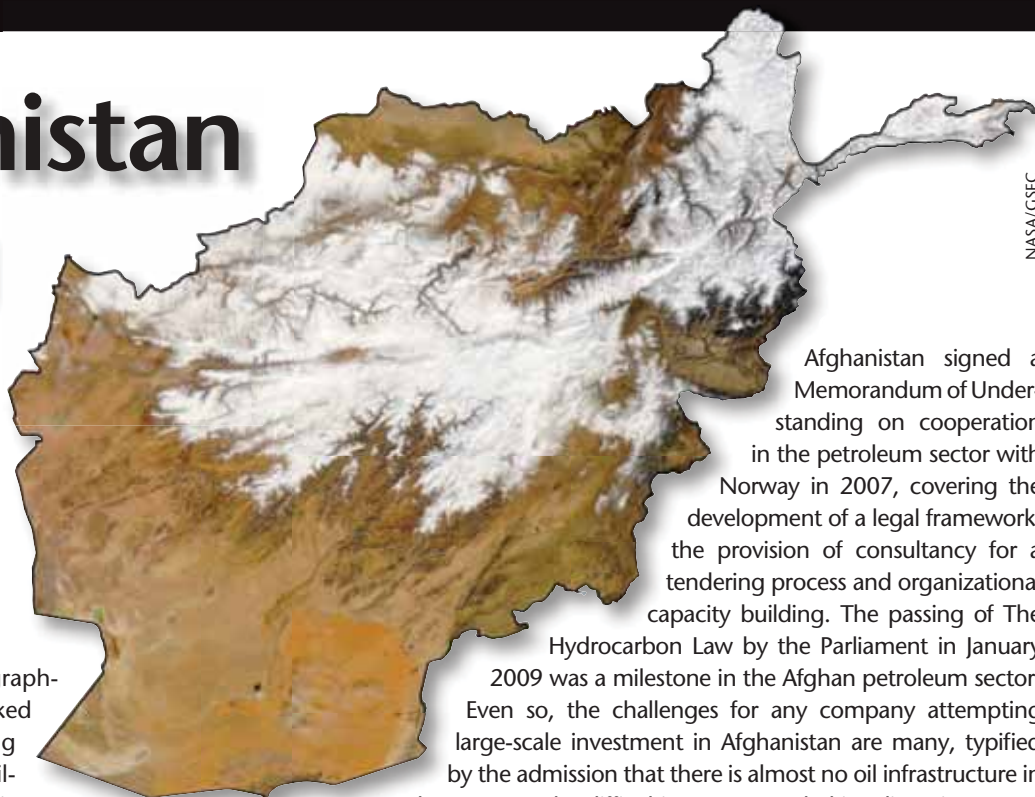 nistan
NASA/GSFC
Afghanistan signed a
Memorandum of Under-
standing on cooperation
in the petroleum sector with
Norway in 2007, covering the
development of a legal framework
the provision of consultancy for a
tendering process and organizationa
capacity building. The passing of The
Hydrocarbon Law by the Parliament in January
2009 was a milestone in the Afghan petroleum sector
Even so, the challenges for any company attempting
large-scale investment in Afghanistan are many, typified
by the admission that there is almost no oil infrastructure in
raph-
ked
g
il-